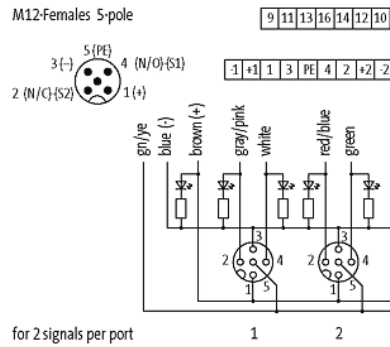 M12-Females 5-pole
9 11 13 16 14 12 10
5 (PE)
3 (–) 4 (N/O)-(S1)
2 (N/C)-(S2) 1 (+)
-1 +1 1 3 PE 4 2 +2 -2
gn/ye
blue (-)
brown (+)
gray/pink
white
red/blue
green
3 3
2 4 2 4
1 5 1 5
for 2 signals per port 1 2